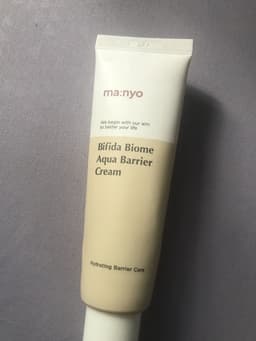 ma:nyo
We begin with our skin
to better your life
Bifida Biome
Aqua Barrier
Cream
Hydrating Barrier Care